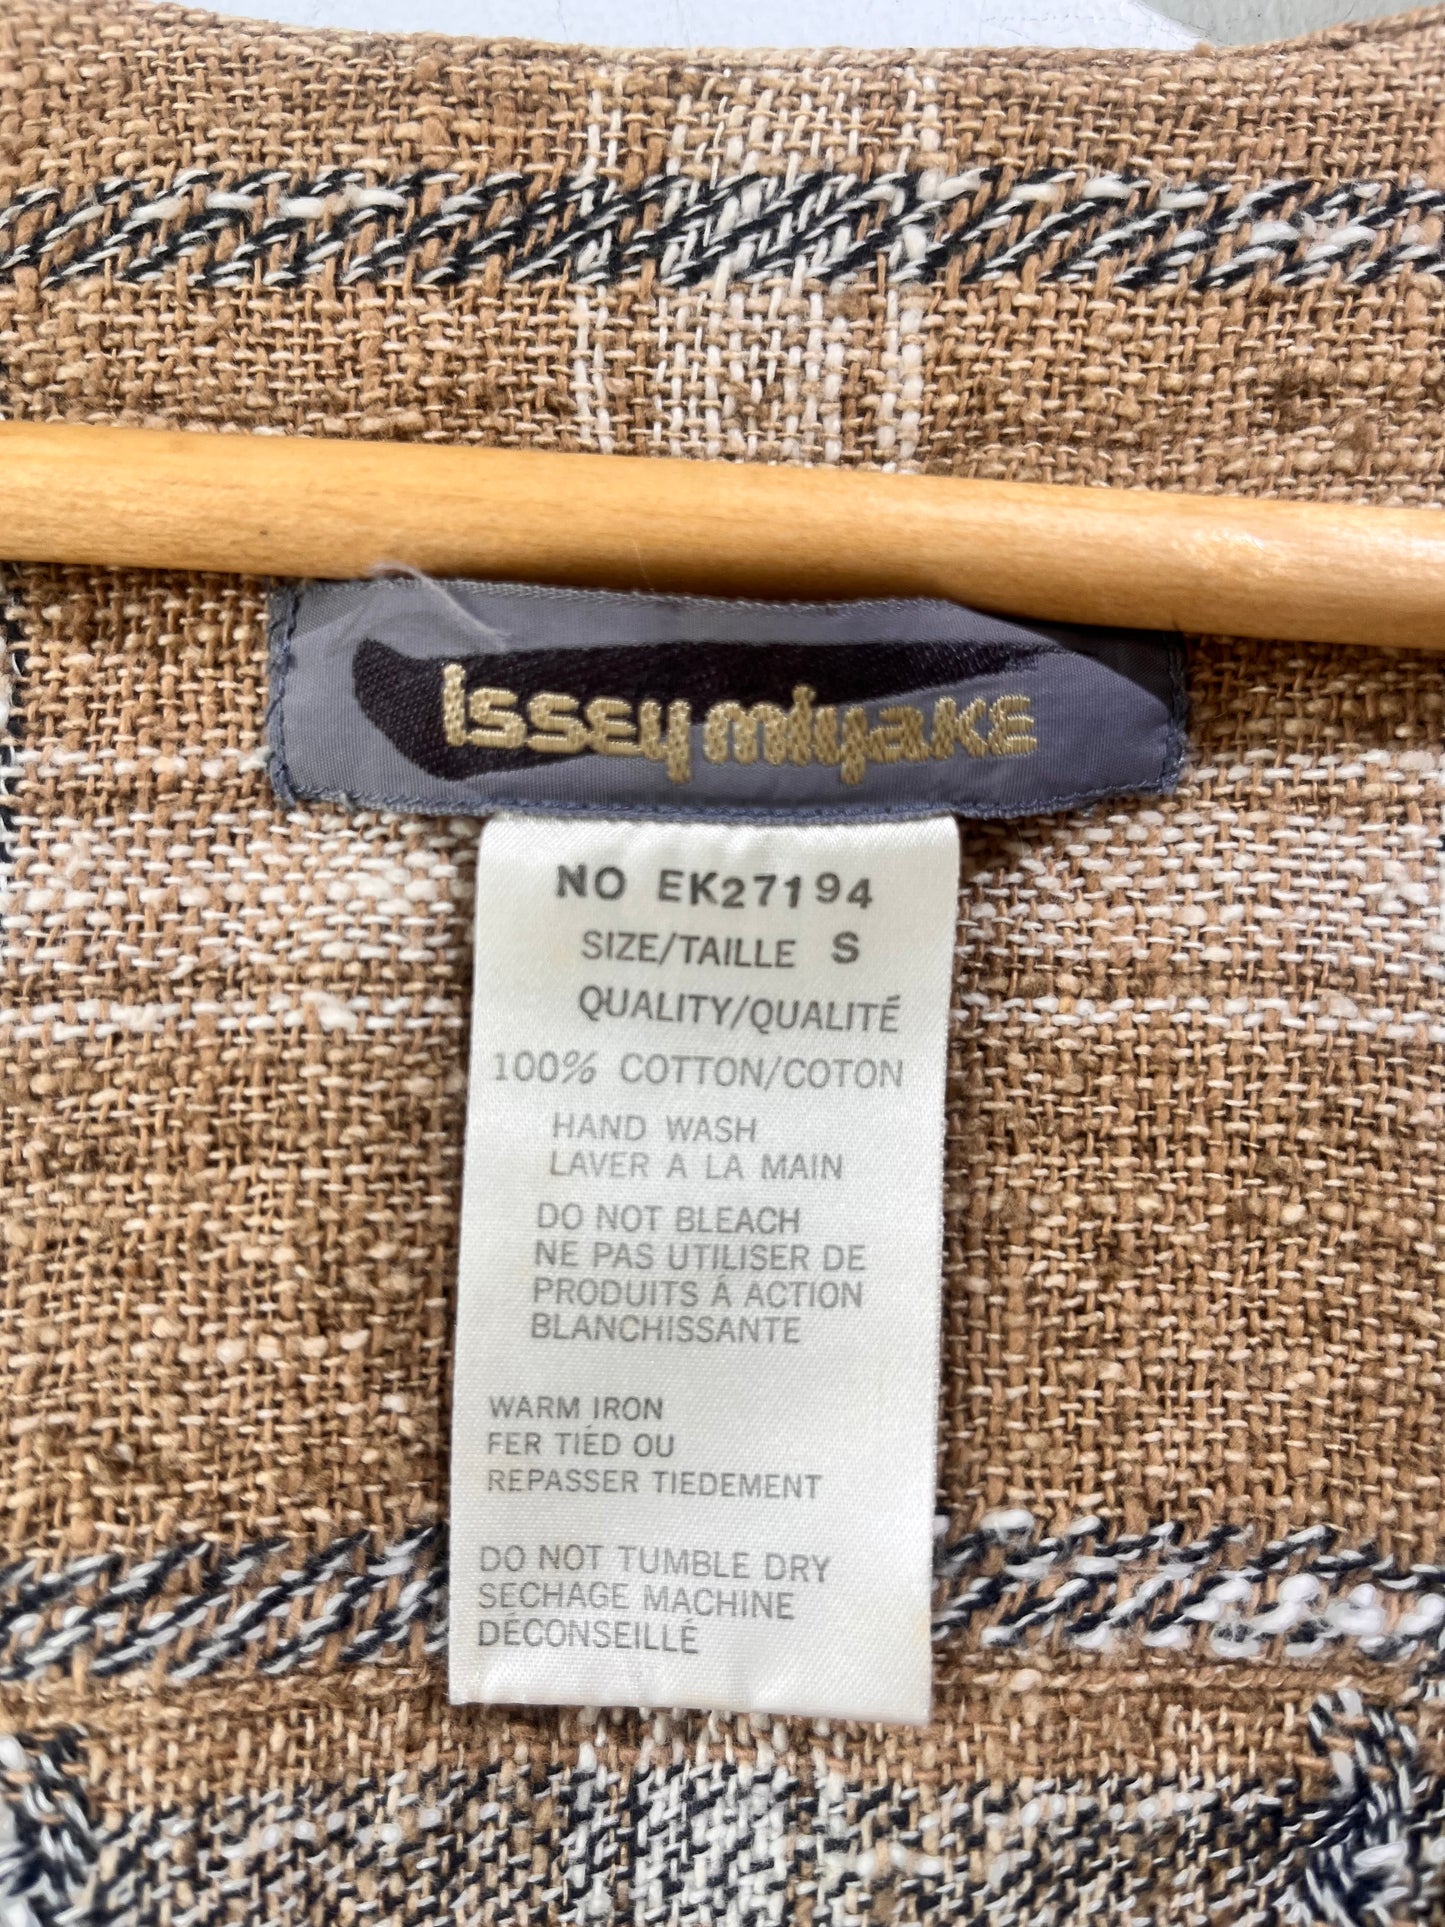 Issey miyake
NO EK27194
SIZE/TAILLE S
QUALITY/QUALITÉ
100% COTTON/COTON
HAND WASH
LAVER A LA MAIN
DO NOT BLEACH
NE PAS UTILISER DE
PRODUITS À ACTION
BLANCHISSANTE
WARM IRON
FER TIÉD OU
REPASSER TIEDEMENT
DO NOT TUMBLE DRY
SECHAGE MACHINE
DÉCONSEILLÉ